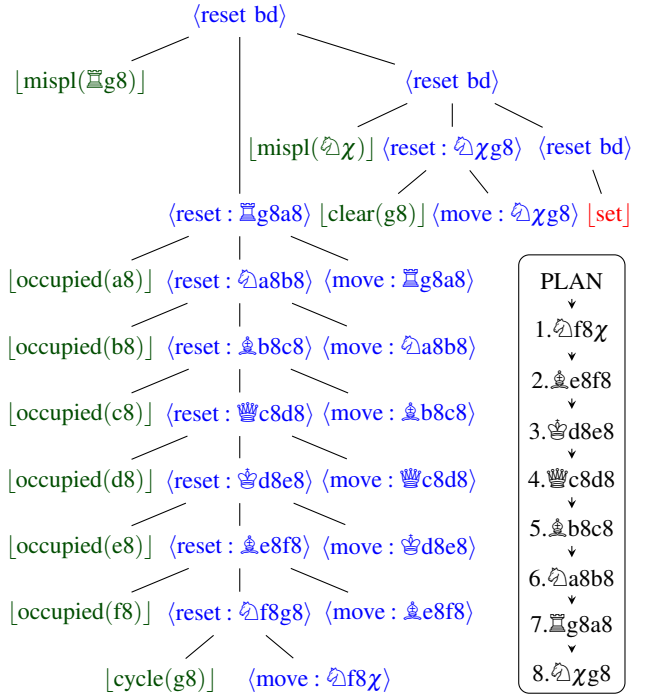 ⟨reset bd⟩
⌊mispl(♖g8)⌋ ⟨reset bd⟩
⌊mispl(♘χ)⌋ ⟨reset : ♘χg8⟩ ⟨reset bd⟩
⟨reset : ♖g8a8⟩ ⌊clear(g8)⌋ ⟨move : ♘χg8⟩ ⌊set⌋
⌊occupied(a8)⌋ ⟨reset : ♘a8b8⟩ ⟨move : ♖g8a8⟩
⌊occupied(b8)⌋ ⟨reset : ♗b8c8⟩ ⟨move : ♘a8b8⟩
⌊occupied(c8)⌋ ⟨reset : ♕c8d8⟩ ⟨move : ♗b8c8⟩
⌊occupied(d8)⌋ ⟨reset : ♔d8e8⟩ ⟨move : ♕c8d8⟩
⌊occupied(e8)⌋ ⟨reset : ♗e8f8⟩ ⟨move : ♔d8e8⟩
⌊occupied(f8)⌋ ⟨reset : ♘f8g8⟩ ⟨move : ♗e8f8⟩
⌊cycle(g8)⌋ ⟨move : ♘f8χ⟩
PLAN
1.♘f8χ
2.♗e8f8
3.♔d8e8
4.♕c8d8
5.♗b8c8
6.♘a8b8
7.♖g8a8
8.♘χg8